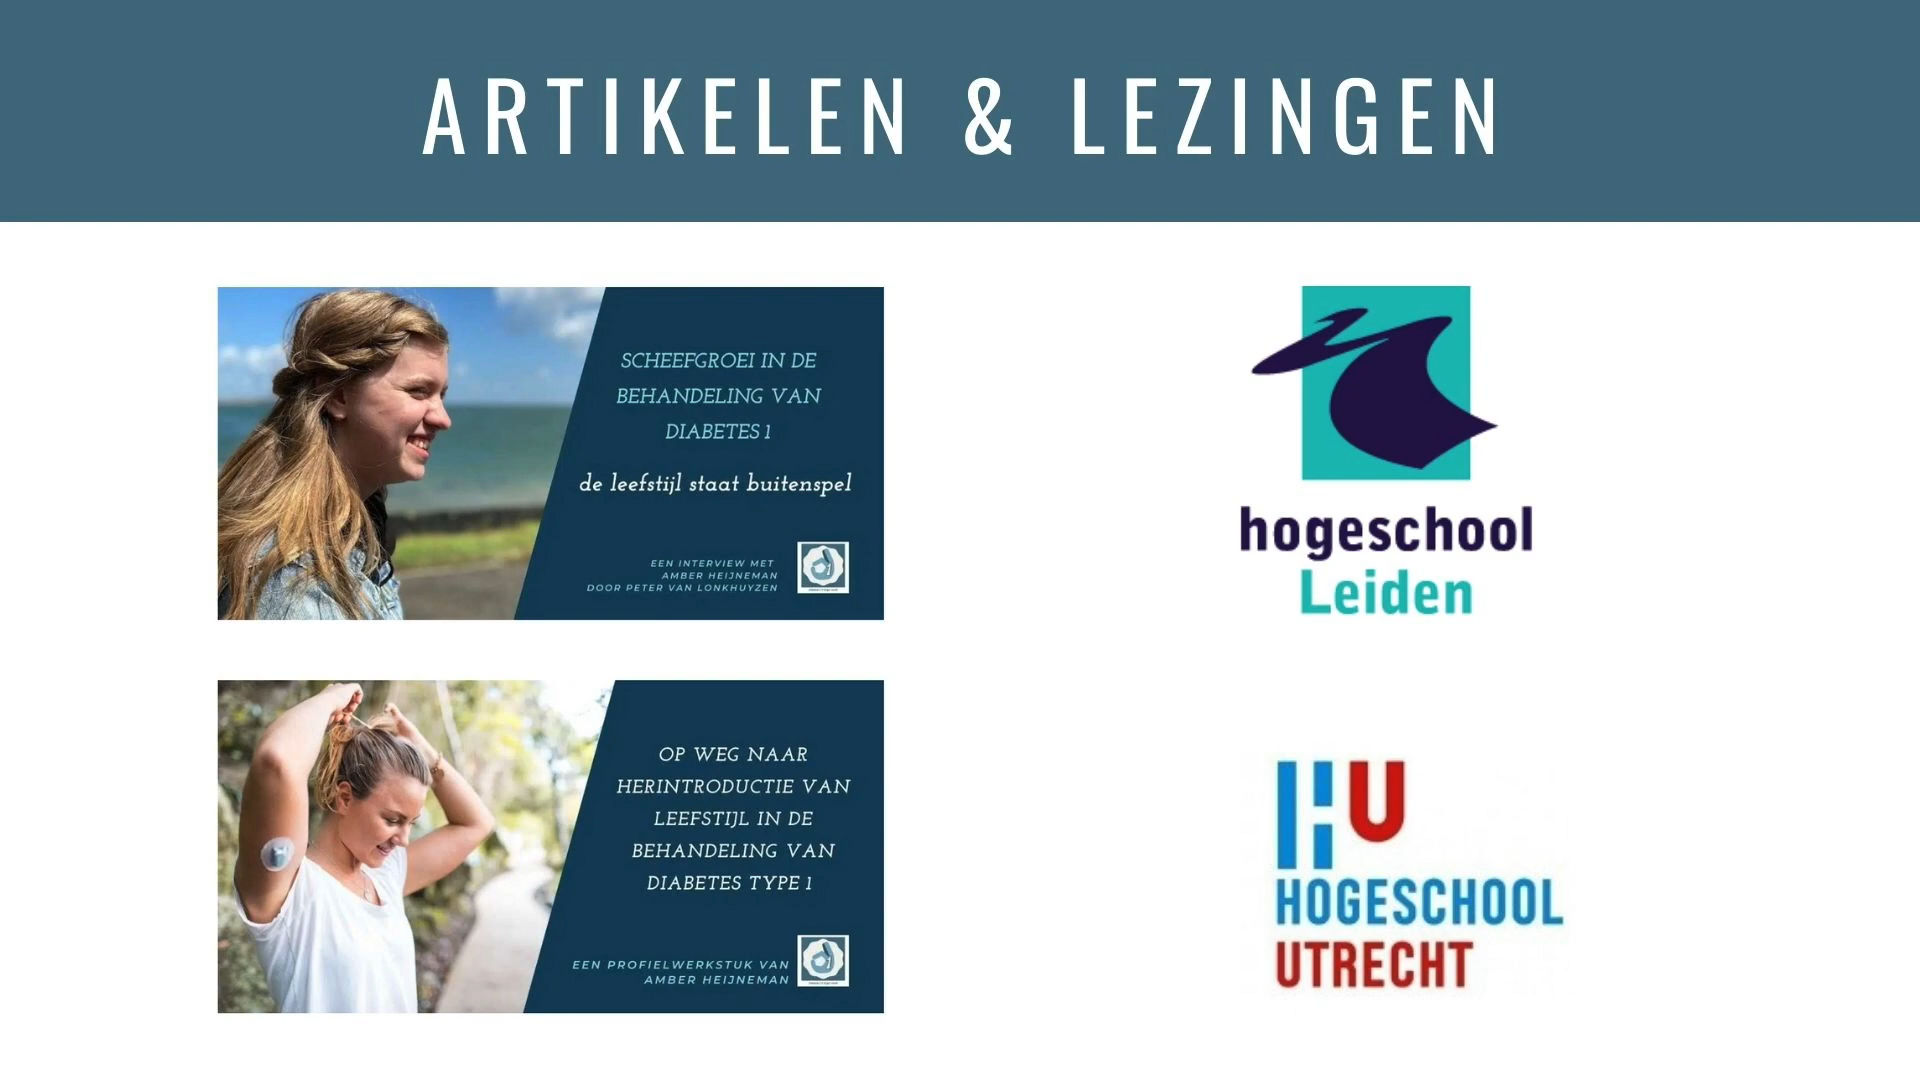 ARTIKELEN & LEZINGEN
SCHEEFGROEI IN DE
BEHANDELING VAN
DIABETES 1
de leefstijl staat buitenspel
EEN INTERVIEW MET
AMBER HEIJNEMAN
DOOR PETER VAN LONKHUYZEN
hogeschool
Leiden
OP WEG NAAR
HERINTRODUCTIE VAN
LEEFSTIJL IN DE
BEHANDELING VAN
DIABETES TYPE 1
EEN PROFIELWERKSTUK VAN
AMBER HEIJNEMAN
HU
HOGESCHOOL
UTRECHT